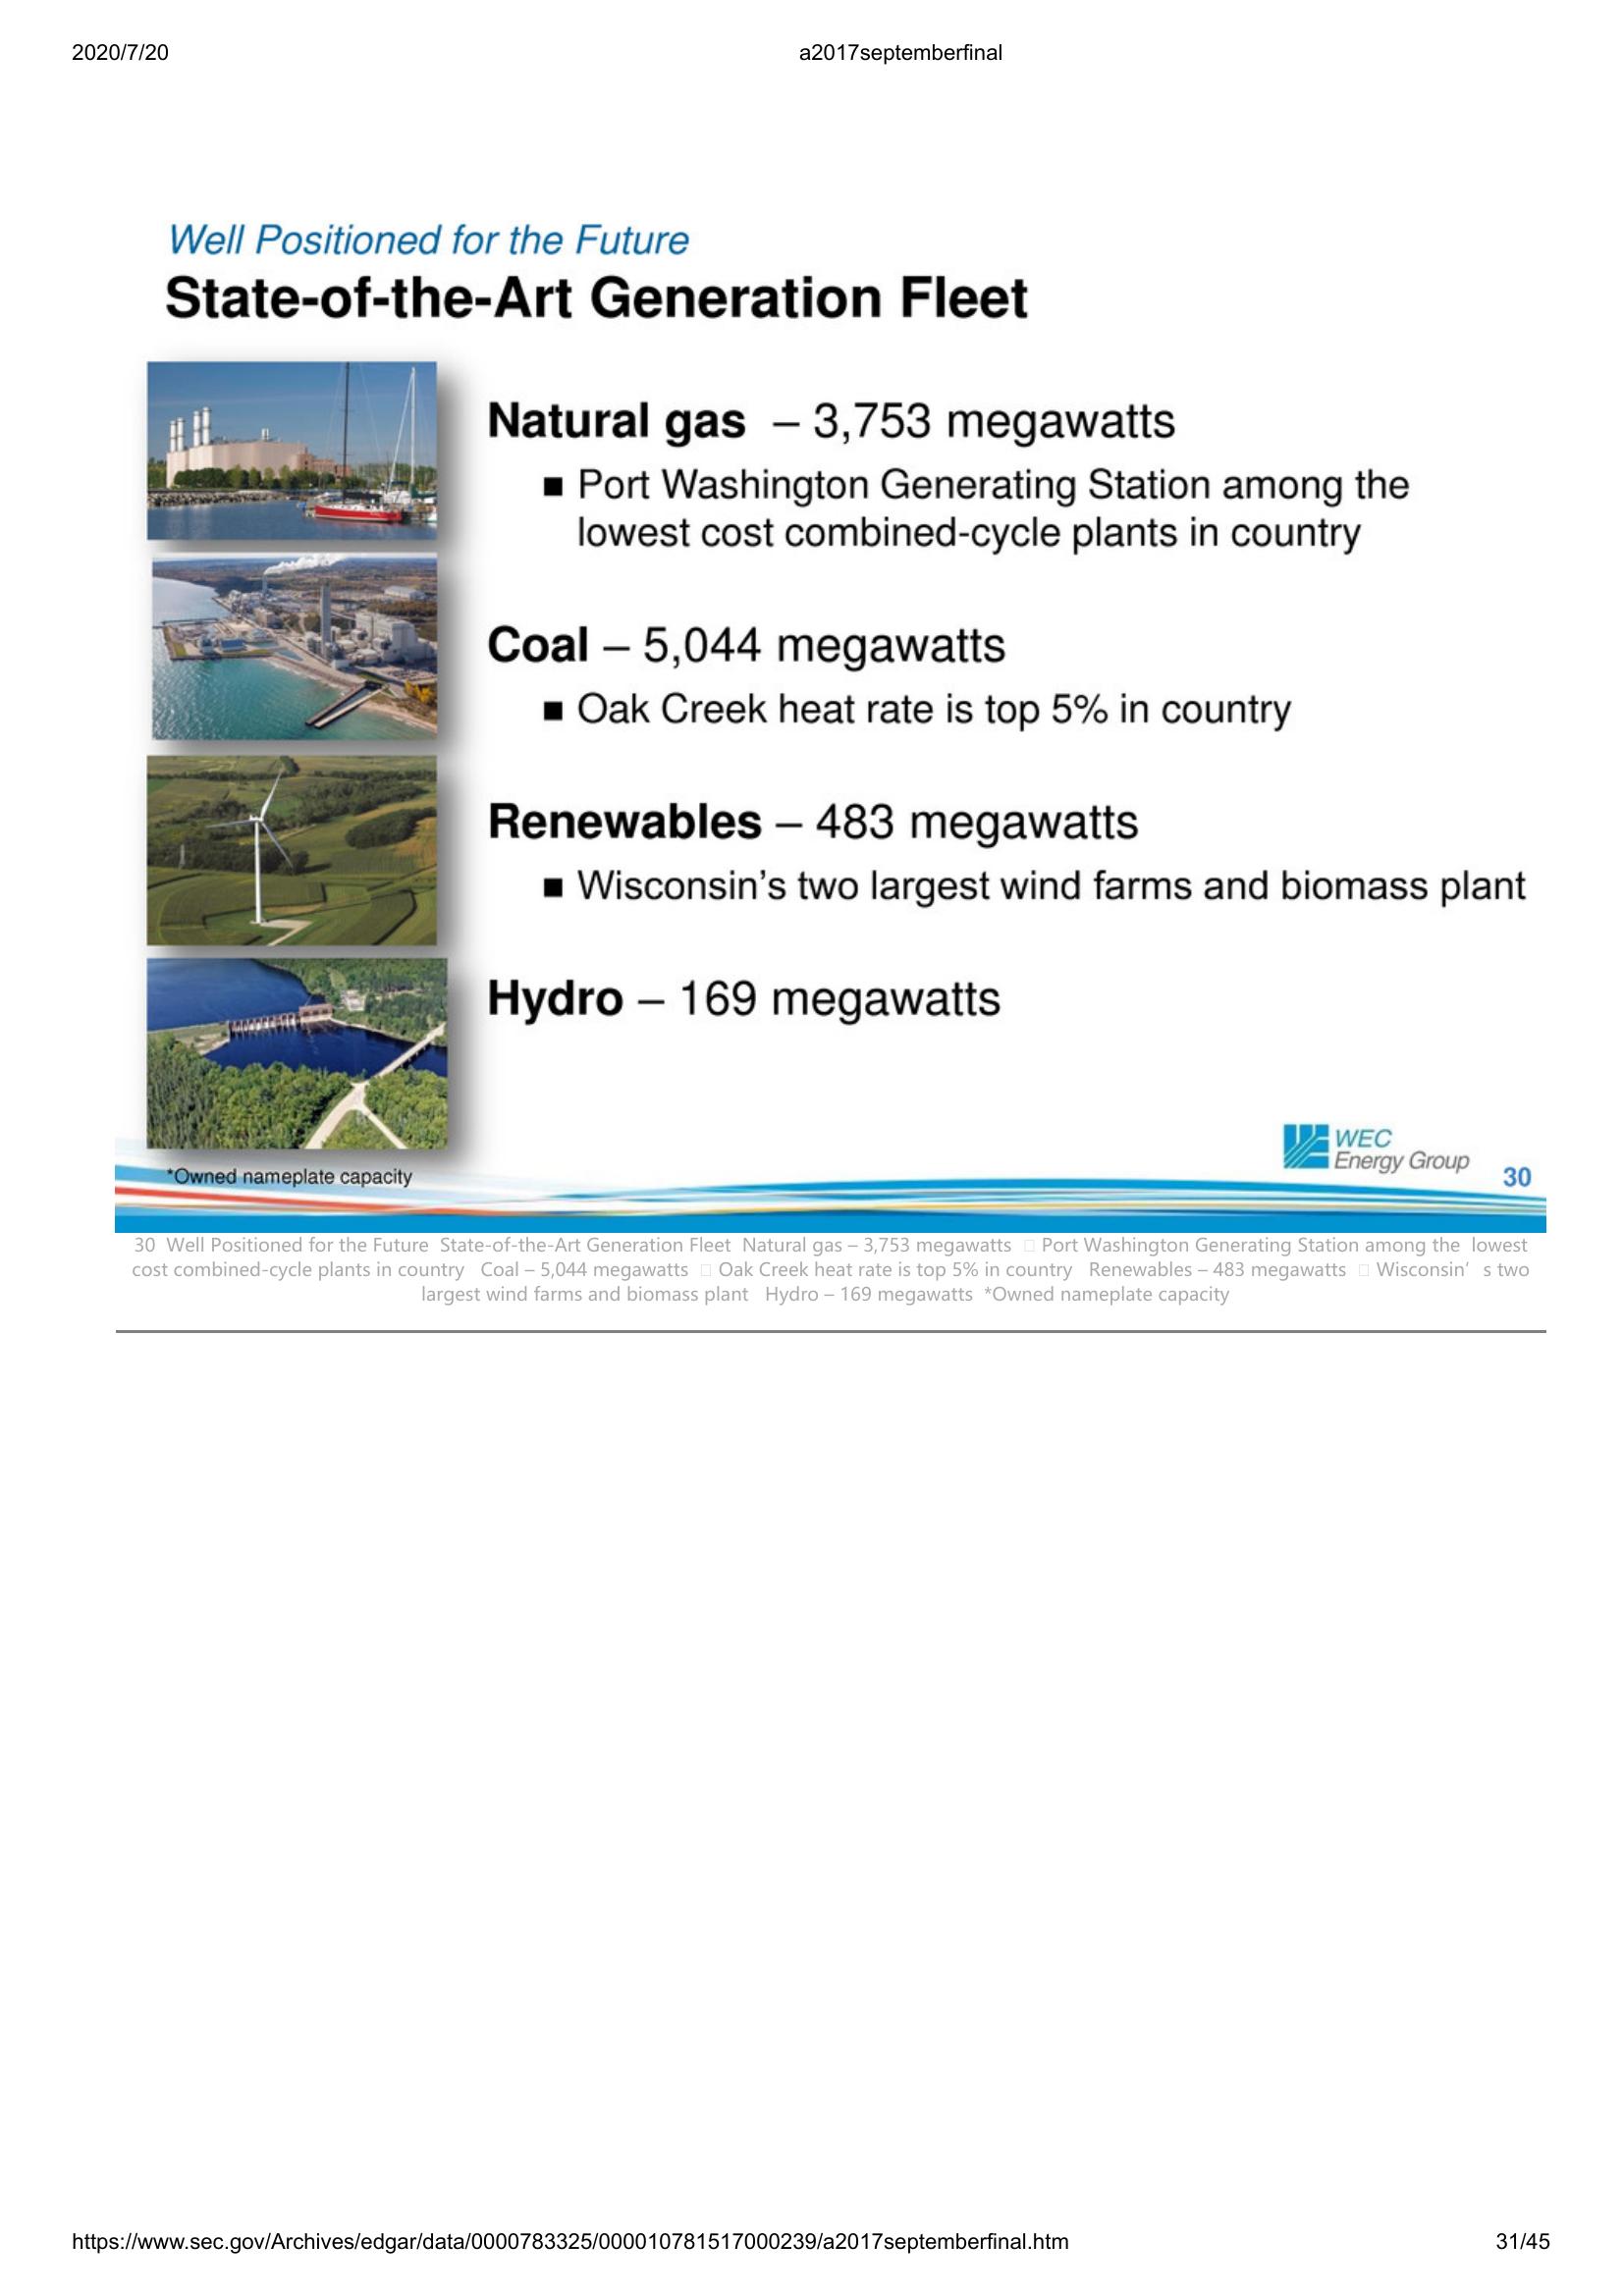 2020/7/20
a2017septemberfinal
Well Positioned for the Future
State-of-the-Art Generation Fleet
Natural gas – 3,753 megawatts
■ Port Washington Generating Station among the
lowest cost combined-cycle plants in country
Coal – 5,044 megawatts
■ Oak Creek heat rate is top 5% in country
Renewables – 483 megawatts
■ Wisconsin's two largest wind farms and biomass plant
Hydro – 169 megawatts
WEC
Energy Group
*Owned nameplate capacity
30
30 Well Positioned for the Future State-of-the-Art Generation Fleet Natural gas – 3,753 megawatts □ Port Washington Generating Station among the lowest
cost combined-cycle plants in country Coal – 5,044 megawatts □ Oak Creek heat rate is top 5% in country Renewables – 483 megawatts □ Wisconsin' s two
largest wind farms and biomass plant Hydro – 169 megawatts *Owned nameplate capacity
https://www.sec.gov/Archives/edgar/data/0000783325/000010781517000239/a2017septemberfinal.htm
31/45